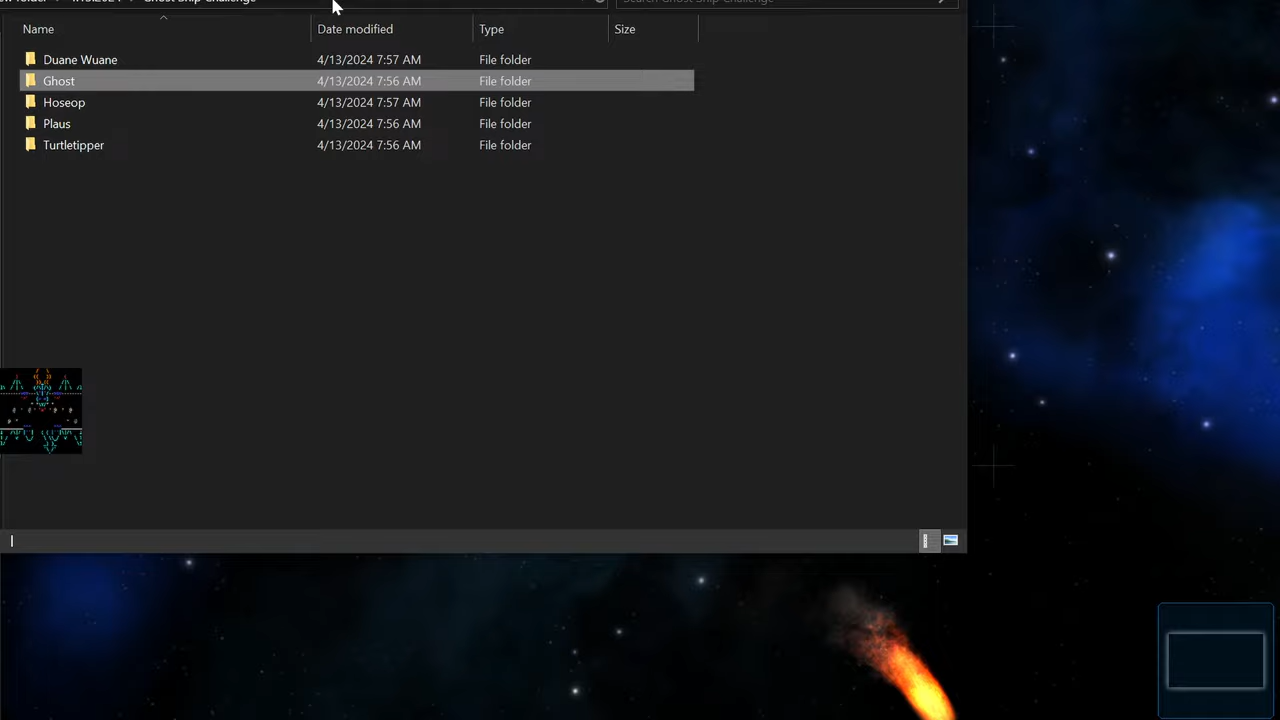 Name Date modified Type Size
Duane Wuane 4/13/2024 7:57 AM File folder
Ghost 4/13/2024 7:56 AM File folder
Hoseop 4/13/2024 7:57 AM File folder
Plaus 4/13/2024 7:56 AM File folder
Turtletipper 4/13/2024 7:56 AM File folder